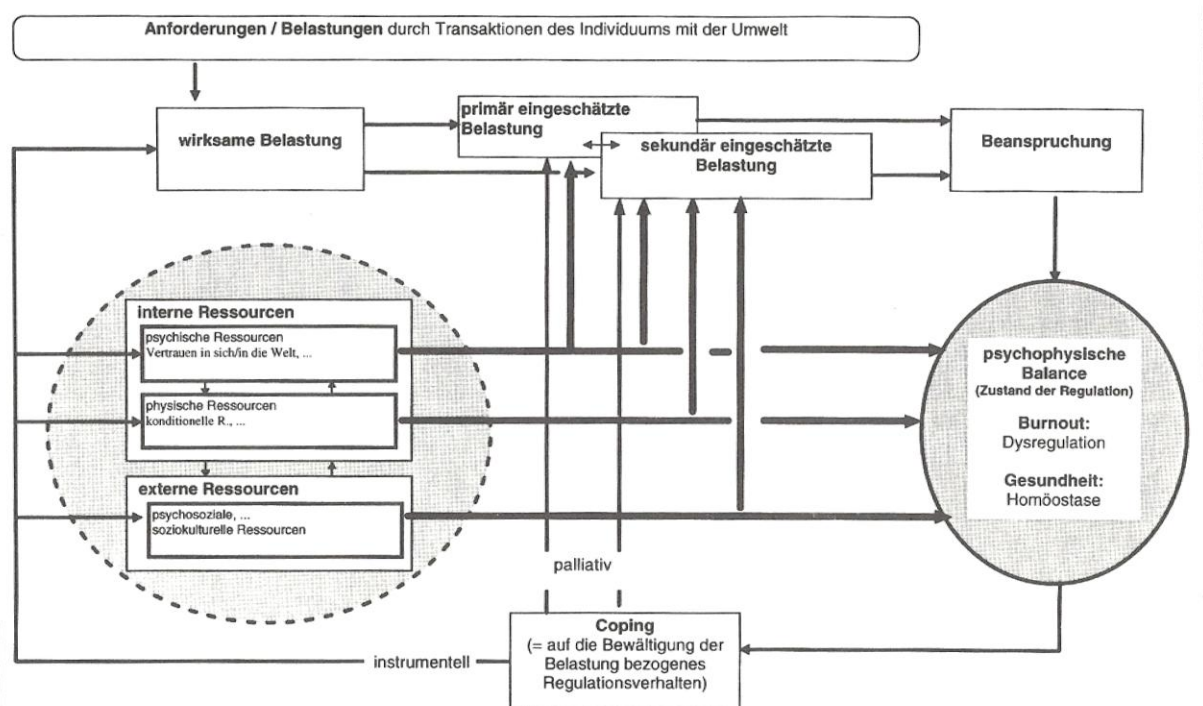 Anforderungen / Belastungen durch Transaktionen des Individuums mit der Umwelt
wirksame Belastung
primär eingeschätzte
Belastung
sekundär eingeschätzte
Belastung
Beanspruchung
interne Ressourcen
psychische Ressourcen
Vertrauen in sich/in die Welt, ...
physische Ressourcen
konditionelle R., ...
externe Ressourcen
psychosoziale, ...
soziokulturelle Ressourcen
psychophysische
Balance
(Zustand der Regulation)
Burnout:
Dysregulation
Gesundheit:
Homöostase
palliativ
Coping
(= auf die Bewältigung der
Belastung bezogenes
Regulationsverhalten)
instrumentell